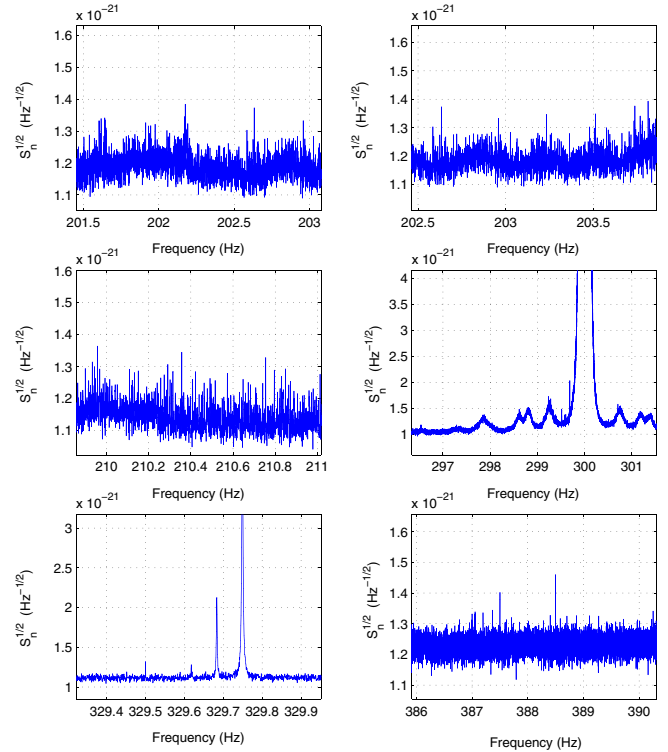 x 10⁻²¹
1.6
1.5
1.4
1.3
1.2
1.1
Sₙ^1/2 (Hz^-1/2)
201.5 202 202.5 203
Frequency (Hz)
x 10⁻²¹
1.6
1.5
1.4
1.3
1.2
1.1
Sₙ^1/2 (Hz^-1/2)
202.5 203 203.5
Frequency (Hz)
x 10⁻²¹
1.6
1.5
1.4
1.3
1.2
1.1
Sₙ^1/2 (Hz^-1/2)
210 210.2 210.4 210.6 210.8 211
Frequency (Hz)
x 10⁻²¹
4
3.5
3
2.5
2
1.5
1
Sₙ^1/2 (Hz^-1/2)
297 298 299 300 301
Frequency (Hz)
x 10⁻²¹
3
2.5
2
1.5
1
Sₙ^1/2 (Hz^-1/2)
329.4 329.5 329.6 329.7 329.8 329.9
Frequency (Hz)
x 10⁻²¹
1.6
1.5
1.4
1.3
1.2
1.1
Sₙ^1/2 (Hz^-1/2)
386 387 388 389 390
Frequency (Hz)